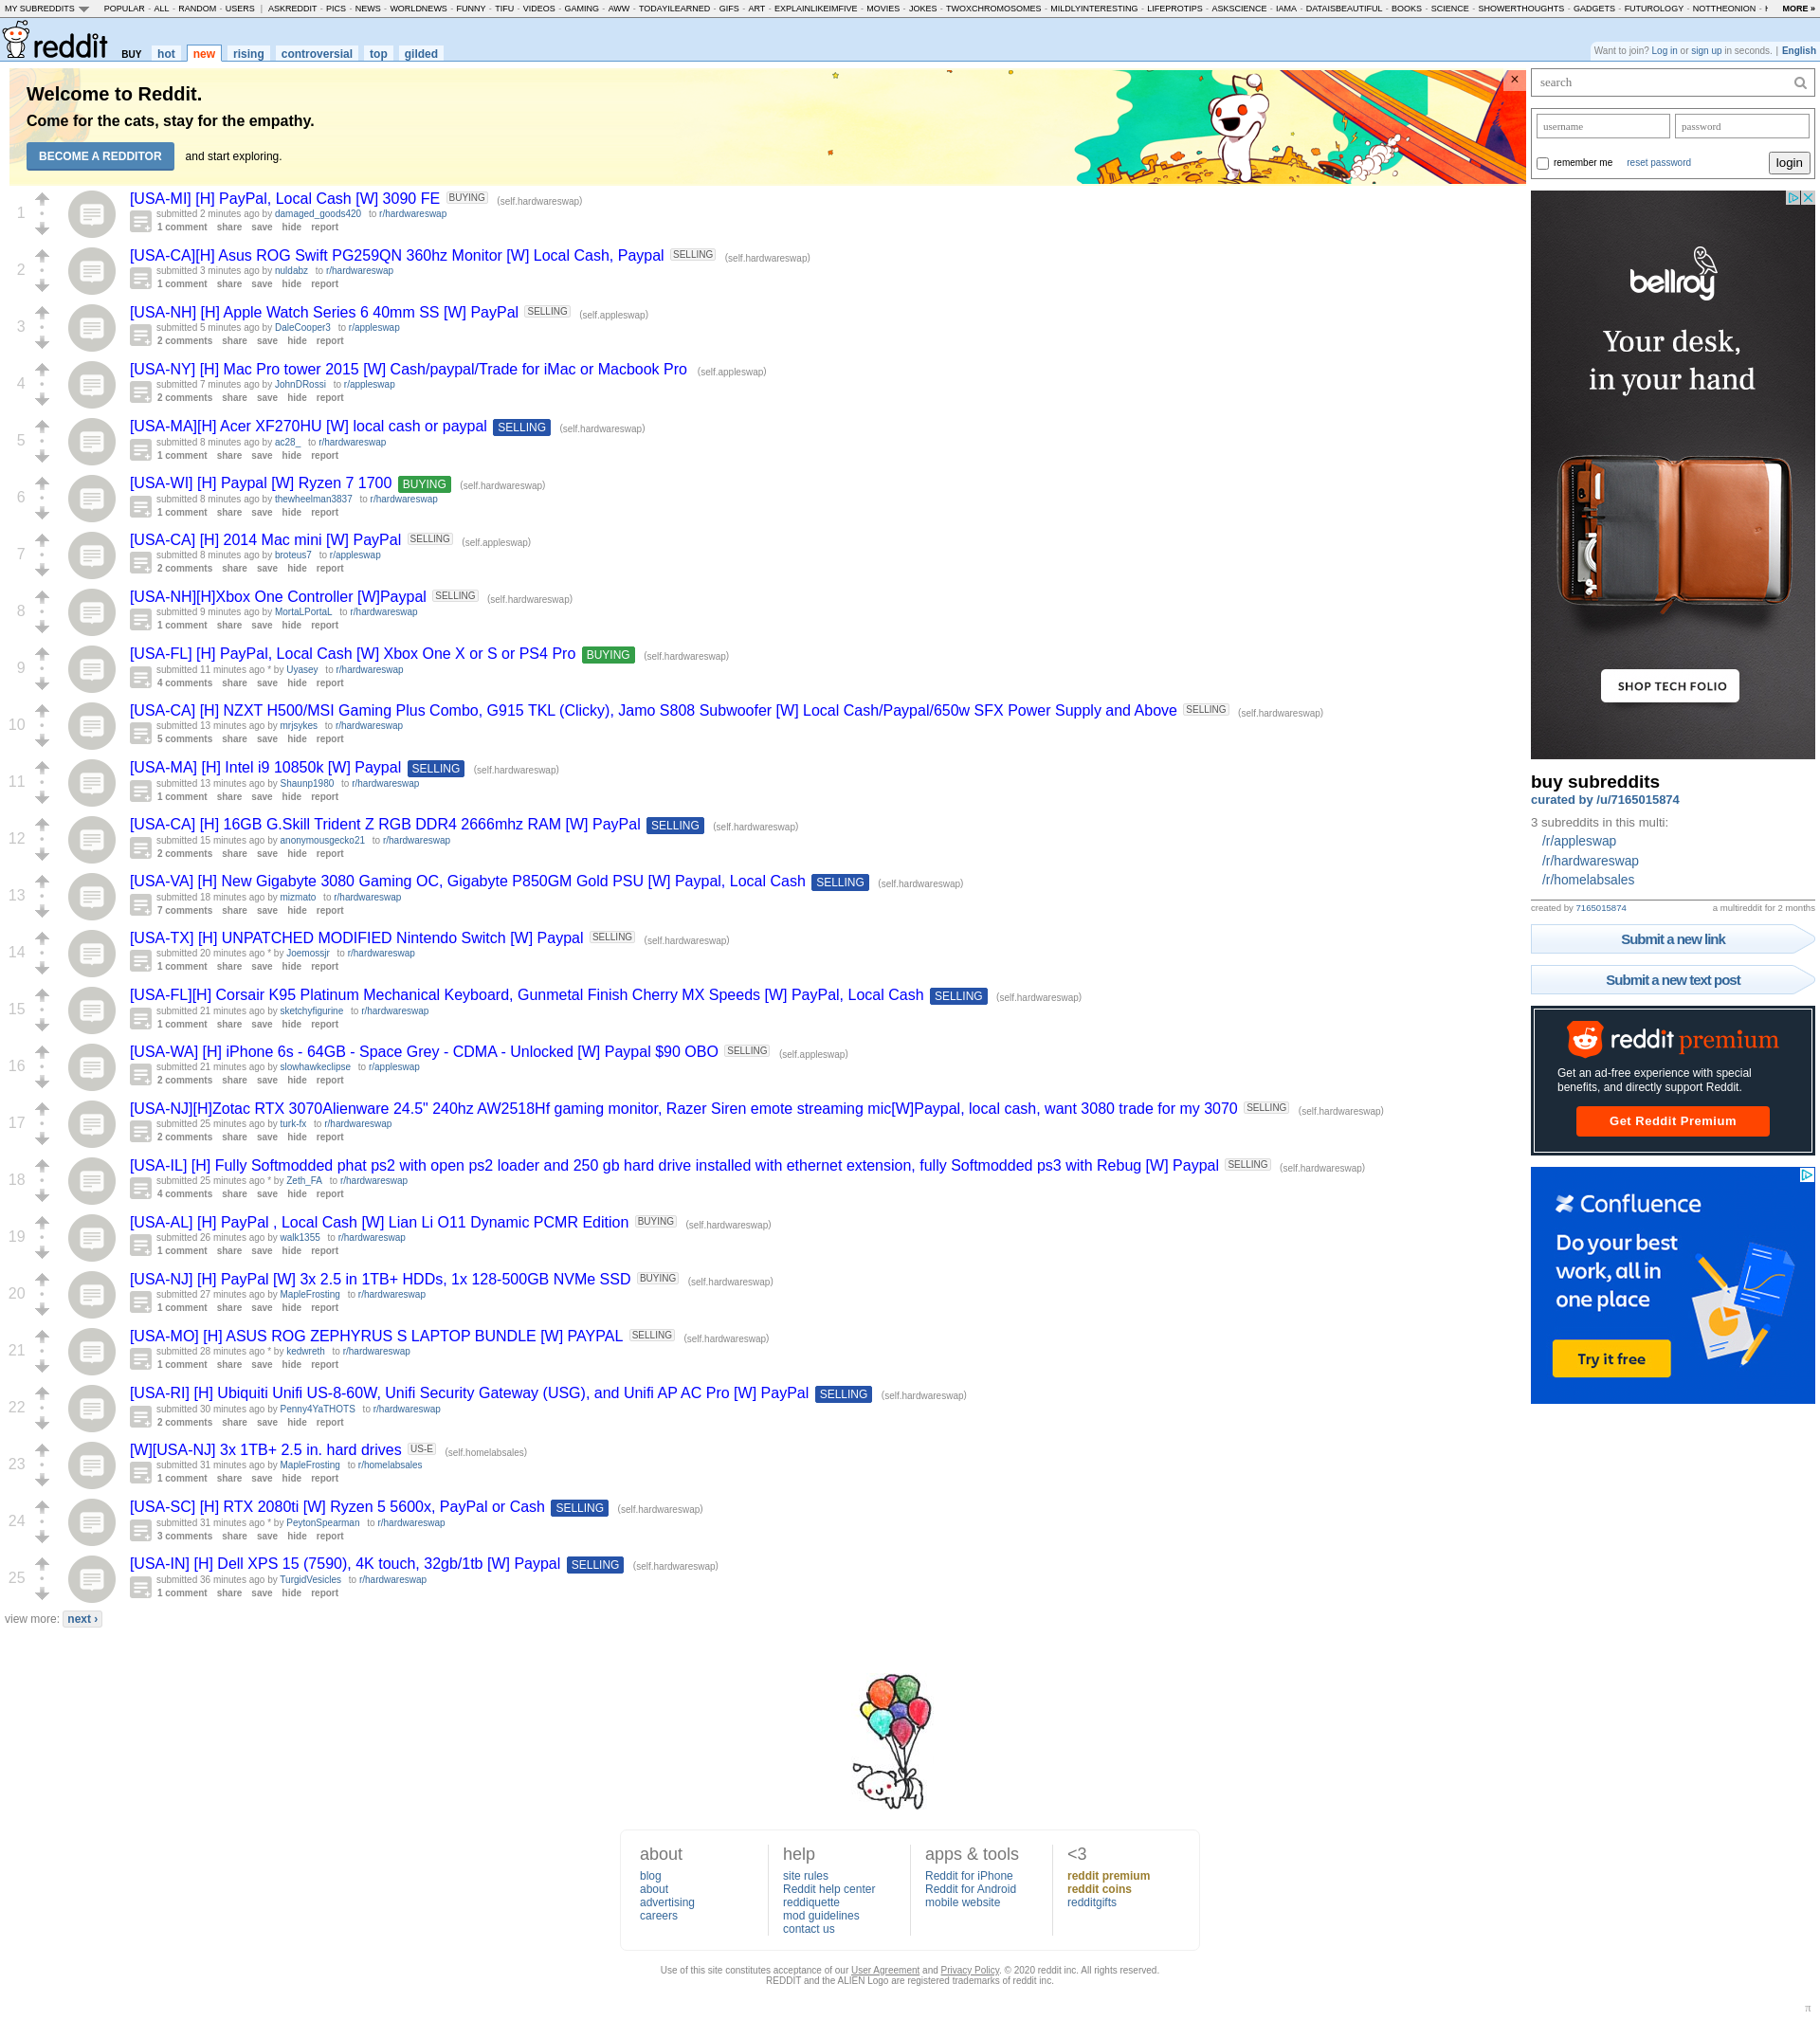 MY SUBREDDITS POPULAR - ALL - RANDOM - USERS | ASKREDDIT - PICS - NEWS - WORLDNEWS - FUNNY - TIFU - VIDEOS - GAMING - AWW - TODAYILEARNED - GIFS - ART - EXPLAINLIKEIMFIVE - MOVIES - JOKES - TWOXCHROMOSOMES - MILDLYINTERESTING - LIFEPROTIPS - ASKSCIENCE - IAMA - DATAISBEAUTIFUL - BOOKS - SCIENCE - SHOWERTHOUGHTS - GADGETS - FUTUROLOGY - NOTTHEONION - MORE »
reddit BUY hot new rising controversial top gilded
Want to join? Log in or sign up in seconds. | English
Welcome to Reddit.
Come for the cats, stay for the empathy.
BECOME A REDDITOR and start exploring.
×
1
[USA-MI] [H] PayPal, Local Cash [W] 3090 FE BUYING (self.hardwareswap)
submitted 2 minutes ago by damaged_goods420 to r/hardwareswap
1 comment share save hide report
2
[USA-CA][H] Asus ROG Swift PG259QN 360hz Monitor [W] Local Cash, Paypal SELLING (self.hardwareswap)
submitted 3 minutes ago by nuldabz to r/hardwareswap
1 comment share save hide report
3
[USA-NH] [H] Apple Watch Series 6 40mm SS [W] PayPal SELLING (self.appleswap)
submitted 5 minutes ago by DaleCooper3 to r/appleswap
2 comments share save hide report
4
[USA-NY] [H] Mac Pro tower 2015 [W] Cash/paypal/Trade for iMac or Macbook Pro (self.appleswap)
submitted 7 minutes ago by JohnDRossi to r/appleswap
2 comments share save hide report
5
[USA-MA][H] Acer XF270HU [W] local cash or paypal SELLING (self.hardwareswap)
submitted 8 minutes ago by ac28_ to r/hardwareswap
1 comment share save hide report
6
[USA-WI] [H] Paypal [W] Ryzen 7 1700 BUYING (self.hardwareswap)
submitted 8 minutes ago by thewheelman3837 to r/hardwareswap
1 comment share save hide report
7
[USA-CA] [H] 2014 Mac mini [W] PayPal SELLING (self.appleswap)
submitted 8 minutes ago by broteus7 to r/appleswap
2 comments share save hide report
8
[USA-NH][H]Xbox One Controller [W]Paypal SELLING (self.hardwareswap)
submitted 9 minutes ago by MortaLPortaL to r/hardwareswap
1 comment share save hide report
9
[USA-FL] [H] PayPal, Local Cash [W] Xbox One X or S or PS4 Pro BUYING (self.hardwareswap)
submitted 11 minutes ago * by Uyasey to r/hardwareswap
4 comments share save hide report
10
[USA-CA] [H] NZXT H500/MSI Gaming Plus Combo, G915 TKL (Clicky), Jamo S808 Subwoofer [W] Local Cash/Paypal/650w SFX Power Supply and Above SELLING (self.hardwareswap)
submitted 13 minutes ago by mrjsykes to r/hardwareswap
5 comments share save hide report
11
[USA-MA] [H] Intel i9 10850k [W] Paypal SELLING (self.hardwareswap)
submitted 13 minutes ago by Shaunp1980 to r/hardwareswap
1 comment share save hide report
12
[USA-CA] [H] 16GB G.Skill Trident Z RGB DDR4 2666mhz RAM [W] PayPal SELLING (self.hardwareswap)
submitted 15 minutes ago by anonymousgecko21 to r/hardwareswap
2 comments share save hide report
13
[USA-VA] [H] New Gigabyte 3080 Gaming OC, Gigabyte P850GM Gold PSU [W] Paypal, Local Cash SELLING (self.hardwareswap)
submitted 18 minutes ago by mizmato to r/hardwareswap
7 comments share save hide report
14
[USA-TX] [H] UNPATCHED MODIFIED Nintendo Switch [W] Paypal SELLING (self.hardwareswap)
submitted 20 minutes ago * by Joemossjr to r/hardwareswap
1 comment share save hide report
15
[USA-FL][H] Corsair K95 Platinum Mechanical Keyboard, Gunmetal Finish Cherry MX Speeds [W] PayPal, Local Cash SELLING (self.hardwareswap)
submitted 21 minutes ago by sketchyfigurine to r/hardwareswap
1 comment share save hide report
16
[USA-WA] [H] iPhone 6s - 64GB - Space Grey - CDMA - Unlocked [W] Paypal $90 OBO SELLING (self.appleswap)
submitted 21 minutes ago by slowhawkeclipse to r/appleswap
2 comments share save hide report
17
[USA-NJ][H]Zotac RTX 3070Alienware 24.5" 240hz AW2518Hf gaming monitor, Razer Siren emote streaming mic[W]Paypal, local cash, want 3080 trade for my 3070 SELLING (self.hardwareswap)
submitted 25 minutes ago by turk-fx to r/hardwareswap
2 comments share save hide report
18
[USA-IL] [H] Fully Softmodded phat ps2 with open ps2 loader and 250 gb hard drive installed with ethernet extension, fully Softmodded ps3 with Rebug [W] Paypal SELLING (self.hardwareswap)
submitted 25 minutes ago * by Zeth_FA to r/hardwareswap
4 comments share save hide report
19
[USA-AL] [H] PayPal , Local Cash [W] Lian Li O11 Dynamic PCMR Edition BUYING (self.hardwareswap)
submitted 26 minutes ago by walk1355 to r/hardwareswap
1 comment share save hide report
20
[USA-NJ] [H] PayPal [W] 3x 2.5 in 1TB+ HDDs, 1x 128-500GB NVMe SSD BUYING (self.hardwareswap)
submitted 27 minutes ago by MapleFrosting to r/hardwareswap
1 comment share save hide report
21
[USA-MO] [H] ASUS ROG ZEPHYRUS S LAPTOP BUNDLE [W] PAYPAL SELLING (self.hardwareswap)
submitted 28 minutes ago * by kedwreth to r/hardwareswap
1 comment share save hide report
22
[USA-RI] [H] Ubiquiti Unifi US-8-60W, Unifi Security Gateway (USG), and Unifi AP AC Pro [W] PayPal SELLING (self.hardwareswap)
submitted 30 minutes ago by Penny4YaTHOTS to r/hardwareswap
2 comments share save hide report
23
[W][USA-NJ] 3x 1TB+ 2.5 in. hard drives US-E (self.homelabsales)
submitted 31 minutes ago by MapleFrosting to r/homelabsales
1 comment share save hide report
24
[USA-SC] [H] RTX 2080ti [W] Ryzen 5 5600x, PayPal or Cash SELLING (self.hardwareswap)
submitted 31 minutes ago * by PeytonSpearman to r/hardwareswap
3 comments share save hide report
25
[USA-IN] [H] Dell XPS 15 (7590), 4K touch, 32gb/1tb [W] Paypal SELLING (self.hardwareswap)
submitted 36 minutes ago by TurgidVesicles to r/hardwareswap
1 comment share save hide report
view more: next ›
search
username password
remember me reset password login
bellroy
Your desk,
in your hand
SHOP TECH FOLIO
buy subreddits
curated by /u/7165015874
3 subreddits in this multi:
/r/appleswap
/r/hardwareswap
/r/homelabsales
created by 7165015874 a multireddit for 2 months
Submit a new link
Submit a new text post
reddit premium
Get an ad-free experience with special
benefits, and directly support Reddit.
Get Reddit Premium
Confluence
Do your best
work, all in
one place
Try it free
about
blog
about
advertising
careers
help
site rules
Reddit help center
reddiquette
mod guidelines
contact us
apps & tools
Reddit for iPhone
Reddit for Android
mobile website
<3
reddit premium
reddit coins
redditgifts
Use of this site constitutes acceptance of our User Agreement and Privacy Policy. © 2020 reddit inc. All rights reserved.
REDDIT and the ALIEN Logo are registered trademarks of reddit inc.
π